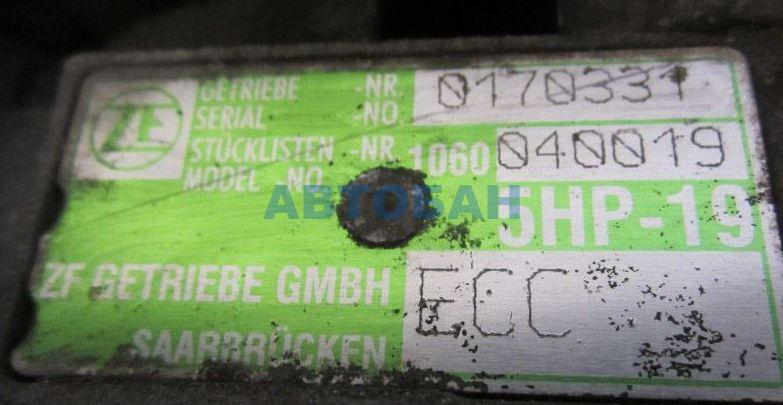 ZF
GETRIEBE -NR. 0170331
SERIAL -NO.
STÜCKLISTEN -NR 1060 040019
MODEL -NO
АВТОБАН
5HP-19
ZF GETRIEBE GMBH
ECC
SAARBRÜCKEN